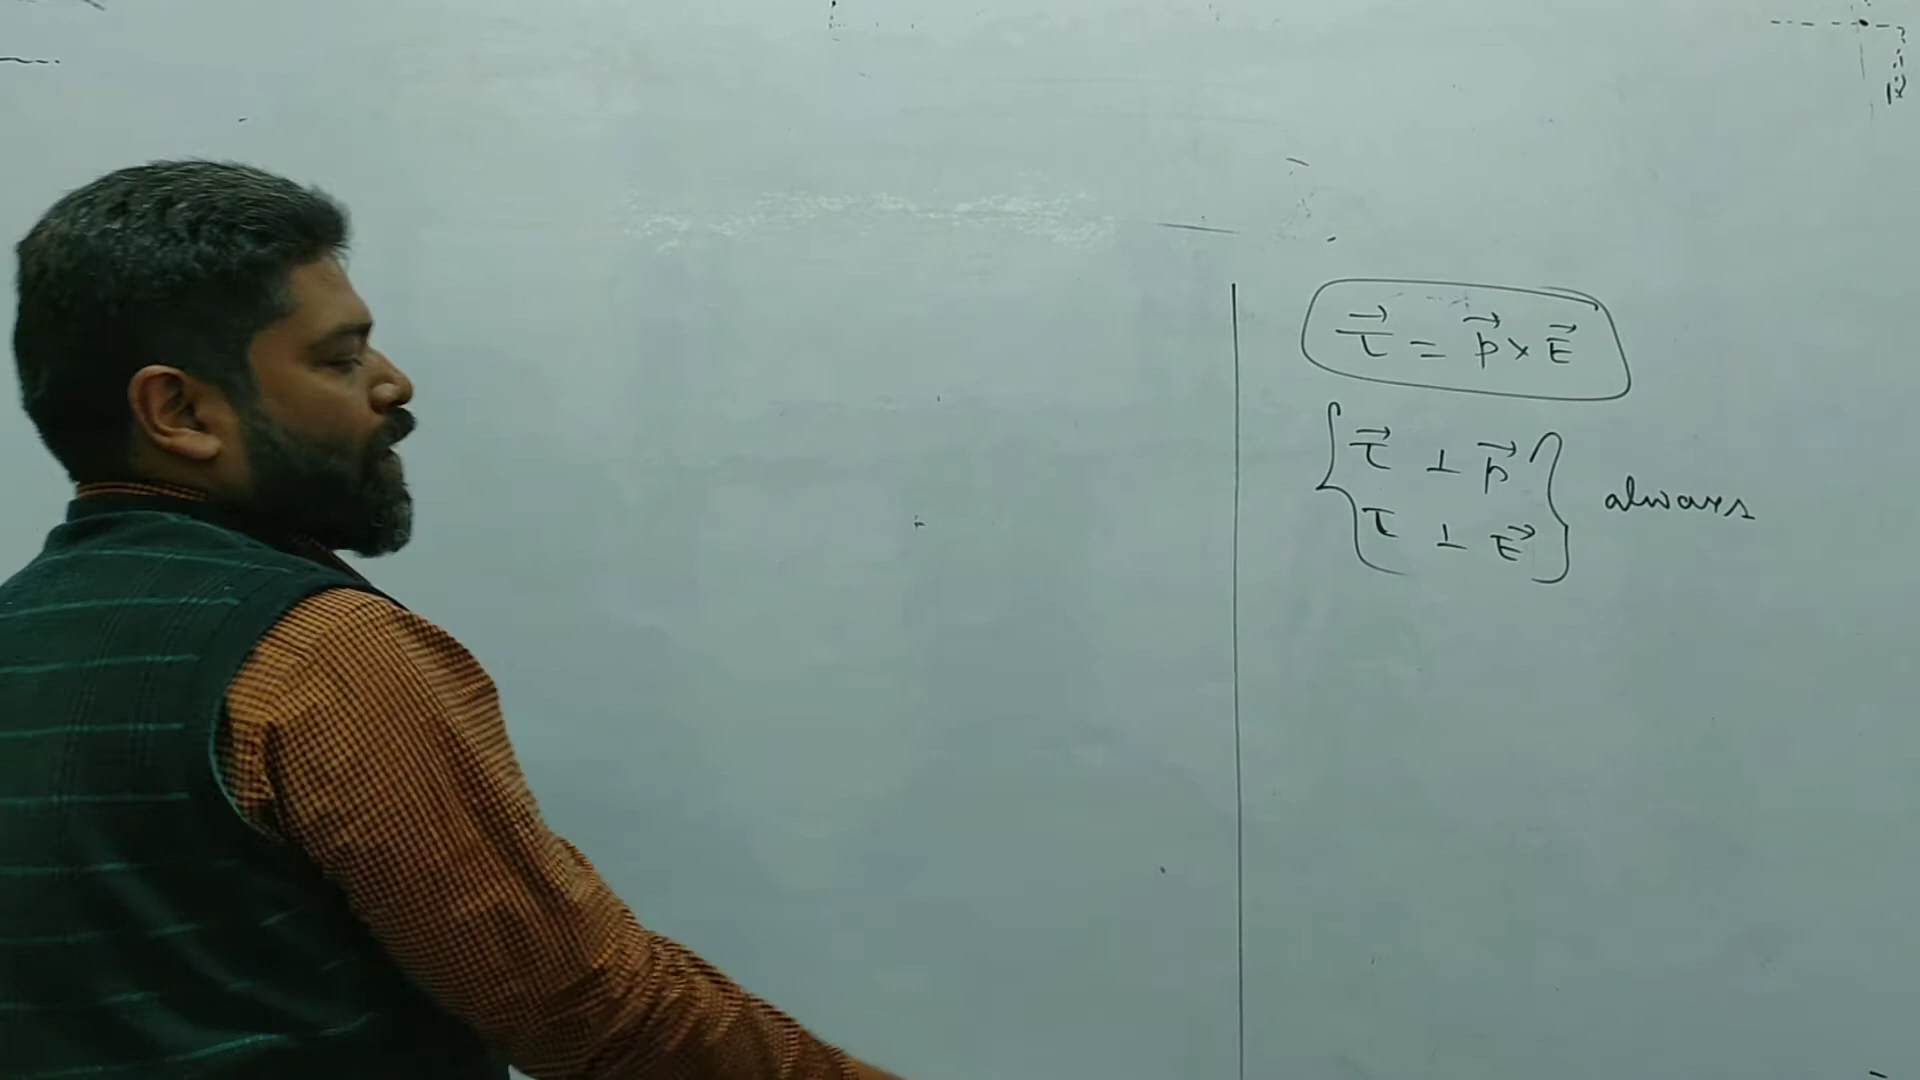 τ⃗ = p⃗ × E⃗
{ τ⃗ ⊥ p⃗
τ ⊥ E⃗ } always